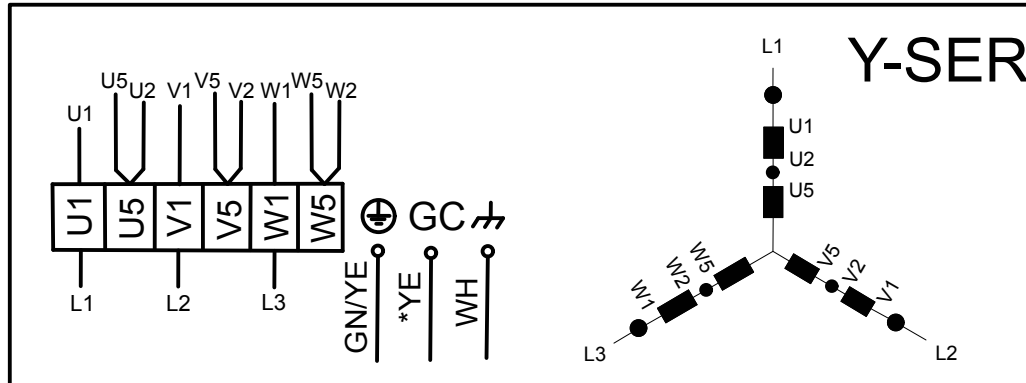 Y-SER
U1 U5 U2 V1 V5 V2 W1 W5 W2
U1 U5 V1 V5 W1 W5
GC
L1 L2 L3
GN/YE *YE WH
L1
U1
U2
U5
W1 W2 W5
V5 V2 V1
L3
L2